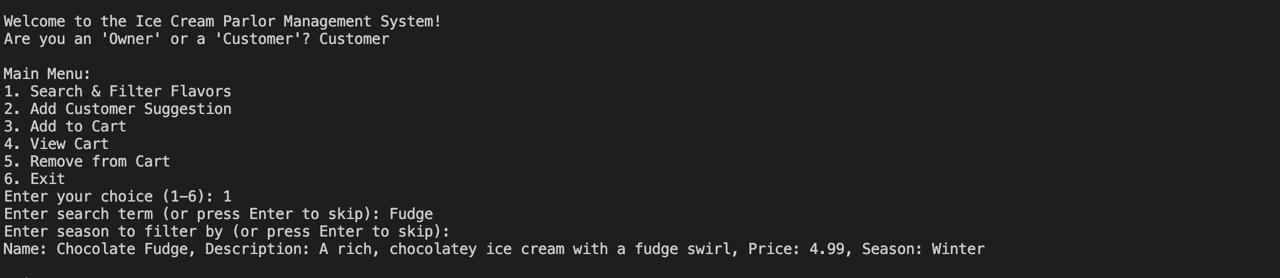 Welcome to the Ice Cream Parlor Management System!
Are you an 'Owner' or a 'Customer'? Customer
Main Menu:
1. Search & Filter Flavors
2. Add Customer Suggestion
3. Add to Cart
4. View Cart
5. Remove from Cart
6. Exit
Enter your choice (1-6): 1
Enter search term (or press Enter to skip): Fudge
Enter season to filter by (or press Enter to skip):
Name: Chocolate Fudge, Description: A rich, chocolatey ice cream with a fudge swirl, Price: 4.99, Season: Winter